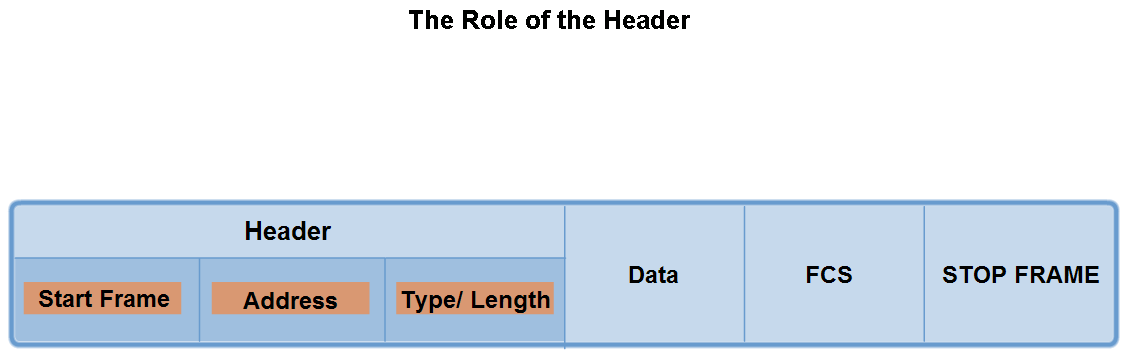 The Role of the Header
Header
Start Frame
Address
Type/ Length
Data
FCS
STOP FRAME